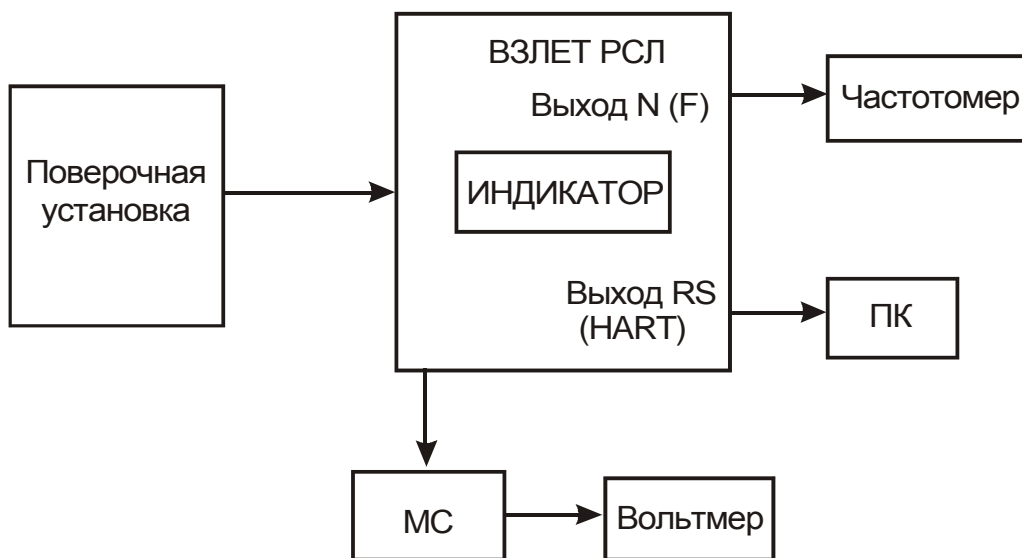 ВЗЛЕТ РСЛ
Выход N (F)
Частотомер
Поверочная
установка
ИНДИКАТОР
Выход RS
(HART)
ПК
МС
Вольтмер